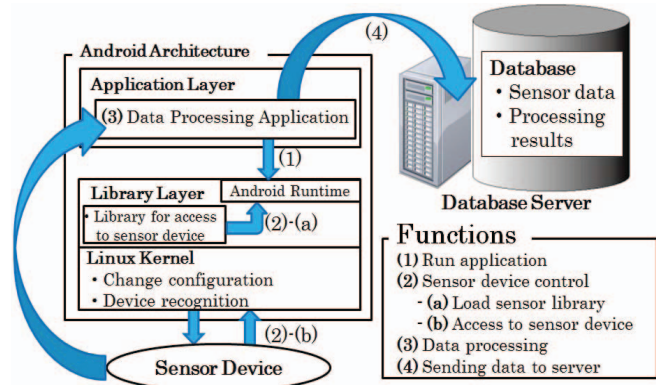 Android Architecture
Application Layer
(3) Data Processing Application
(1)
Library Layer
Android Runtime
・Library for access
to sensor device
(2)-(a)
Linux Kernel
・Change configuration
・Device recognition
(2)-(b)
Sensor Device
(4)
Database
・Sensor data
・Processing
results
Database Server
Functions
(1) Run application
(2) Sensor device control
- (a) Load sensor library
- (b) Access to sensor device
(3) Data processing
(4) Sending data to server